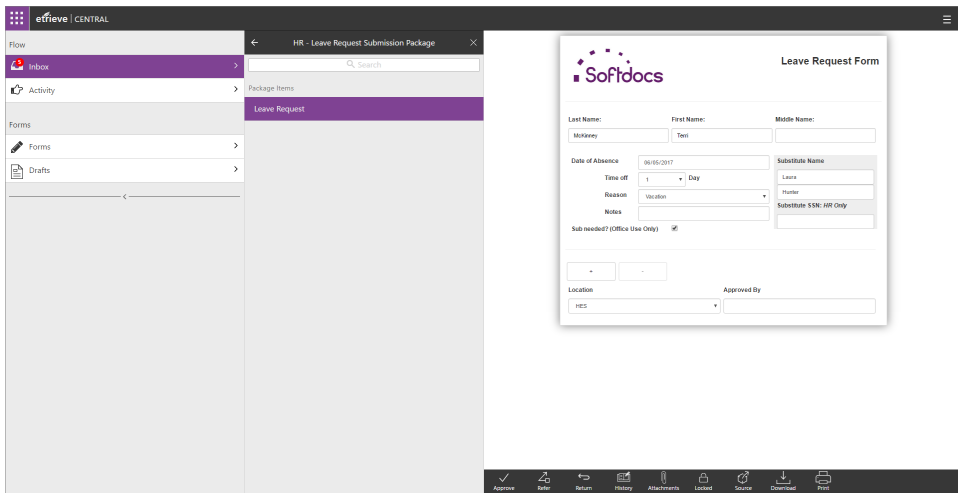 etrieve | CENTRAL
Flow
5
Inbox
Activity
Forms
Forms
Drafts
HR - Leave Request Submission Package
Search
Package Items
Leave Request
Softdocs
Leave Request Form
Last Name: First Name: Middle Name:
McKinney Terri
Date of Absence 06/05/2017
Time off 1 Day
Reason Vacation
Notes
Sub needed? (Office Use Only)
Substitute Name
Laura
Hunter
Substitute SSN: HR Only
+ -
Location Approved By
HES
Approve Refer Return History Attachments Locked Source Download Print